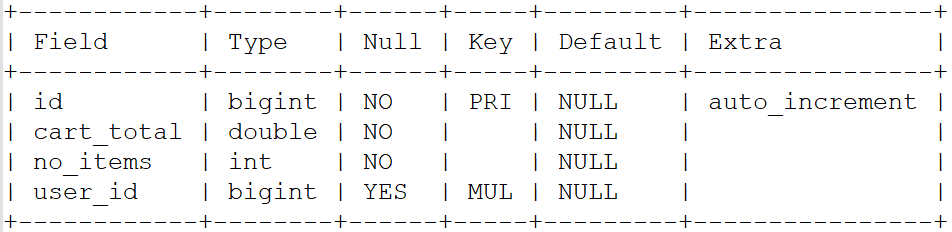 +------------+--------+------+-----+---------+----------------+
| Field      | Type   | Null | Key | Default | Extra          |
+------------+--------+------+-----+---------+----------------+
| id         | bigint | NO   | PRI | NULL    | auto_increment |
| cart_total | double | NO   |     | NULL    |                |
| no_items   | int    | NO   |     | NULL    |                |
| user_id    | bigint | YES  | MUL | NULL    |                |
+------------+--------+------+-----+---------+----------------+